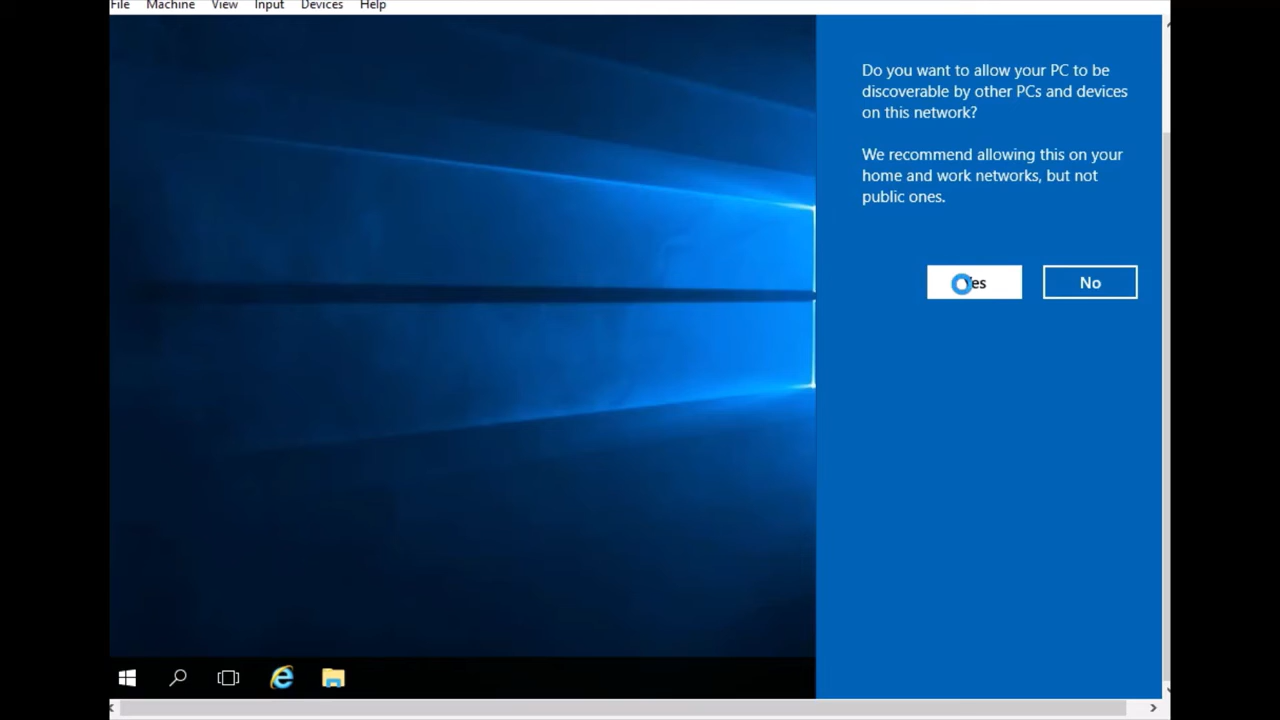 File Machine View Input Devices Help
Do you want to allow your PC to be
discoverable by other PCs and devices
on this network?
We recommend allowing this on your
home and work networks, but not
public ones.
Yes No